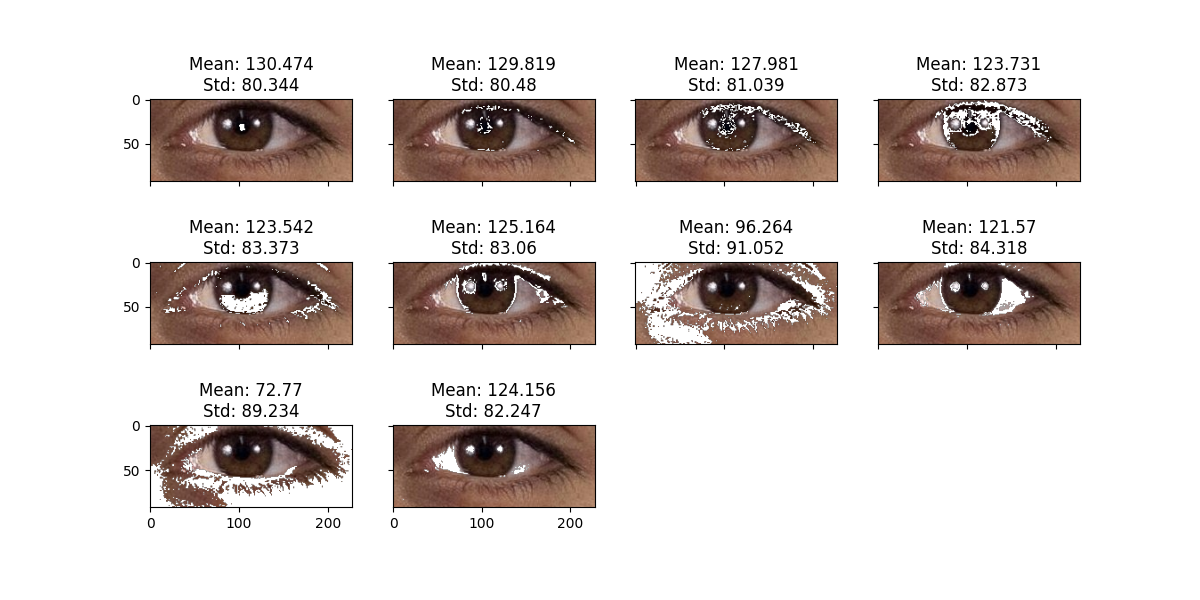 Mean: 130.474
Std: 80.344
Mean: 129.819
Std: 80.48
Mean: 127.981
Std: 81.039
Mean: 123.731
Std: 82.873
0
50
Mean: 123.542
Std: 83.373
Mean: 125.164
Std: 83.06
Mean: 96.264
Std: 91.052
Mean: 121.57
Std: 84.318
0
50
Mean: 72.77
Std: 89.234
Mean: 124.156
Std: 82.247
0
50
0 100 200
0 100 200